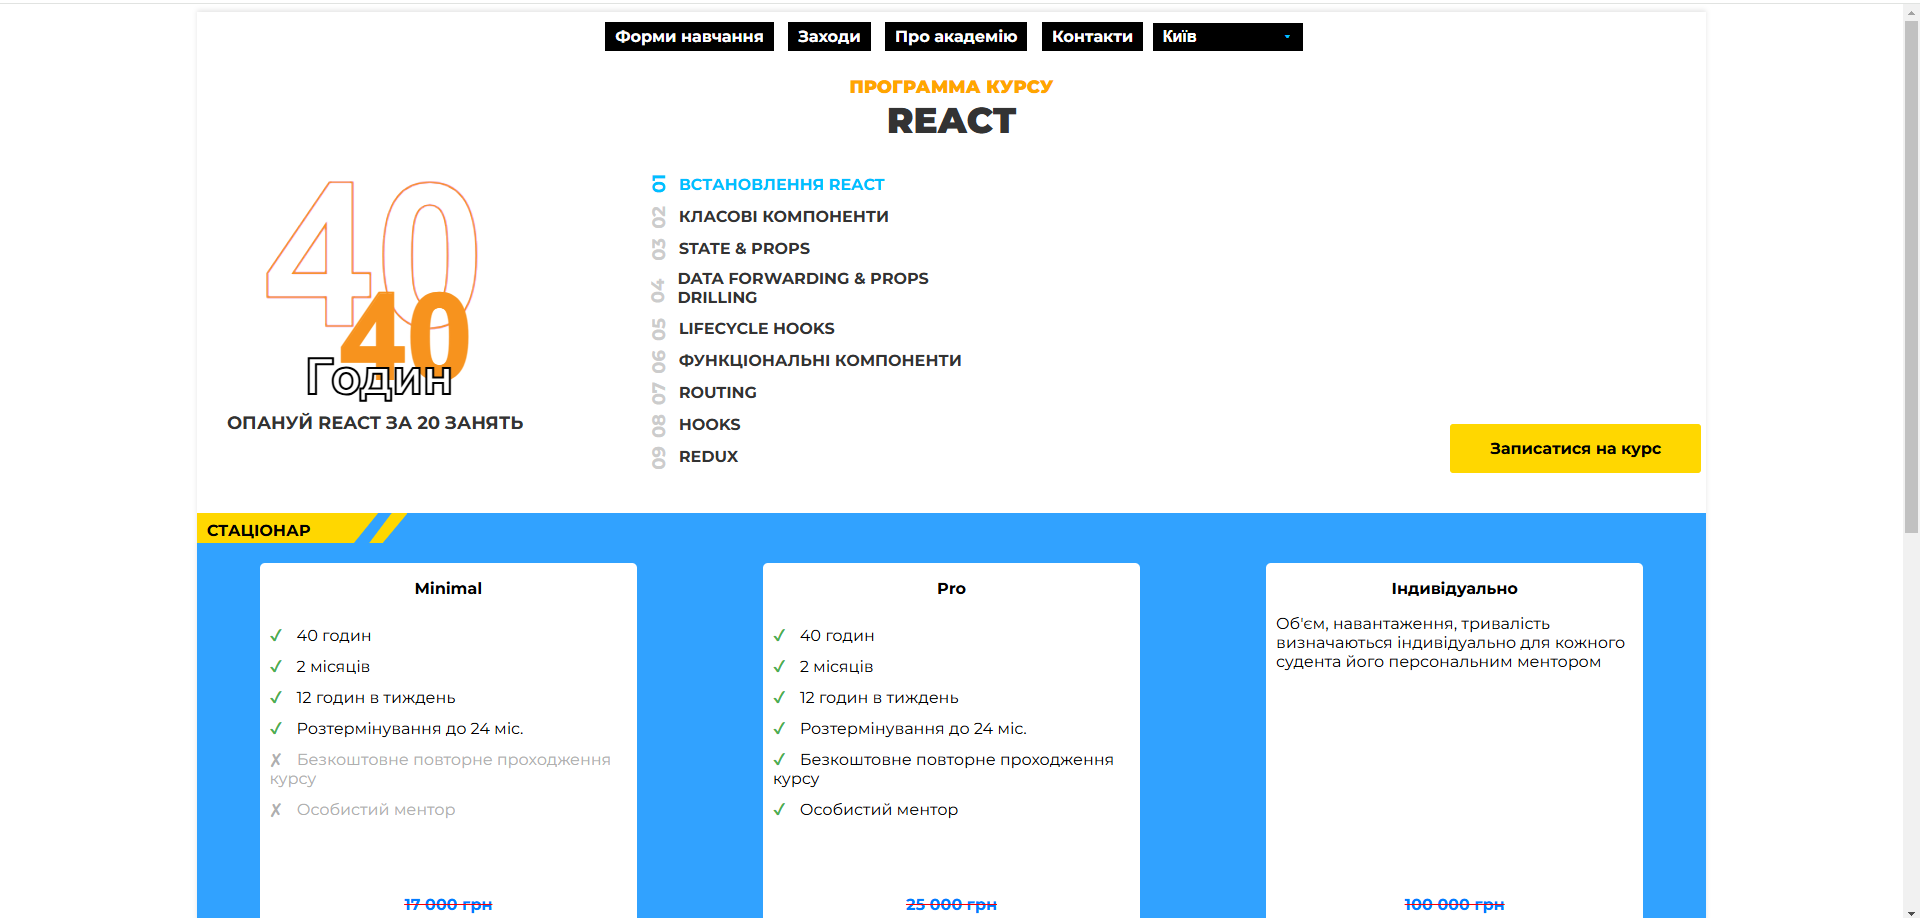 Форми навчання Заходи Про академію Контакти Київ
ПРОГРАММА КУРСУ
REACT
40
40
Годин
ОПАНУЙ REACT ЗА 20 ЗАНЯТЬ
01 ВСТАНОВЛЕННЯ REACT
02 КЛАСОВІ КОМПОНЕНТИ
03 STATE & PROPS
04 DATA FORWARDING & PROPS
DRILLING
05 LIFECYCLE HOOKS
06 ФУНКЦІОНАЛЬНІ КОМПОНЕНТИ
07 ROUTING
08 HOOKS
09 REDUX
Записатися на курс
СТАЦІОНАР
Minimal
✓ 40 годин
✓ 2 місяців
✓ 12 годин в тиждень
✓ Розтермінування до 24 міс.
✗ Безкоштовне повторне проходження
курсу
✗ Особистий ментор
17 000 грн
Pro
✓ 40 годин
✓ 2 місяців
✓ 12 годин в тиждень
✓ Розтермінування до 24 міс.
✓ Безкоштовне повторне проходження
курсу
✓ Особистий ментор
25 000 грн
Індивідуально
Об'єм, навантаження, тривалість
визначаються індивідуально для кожного
судента його персональним ментором
100 000 грн